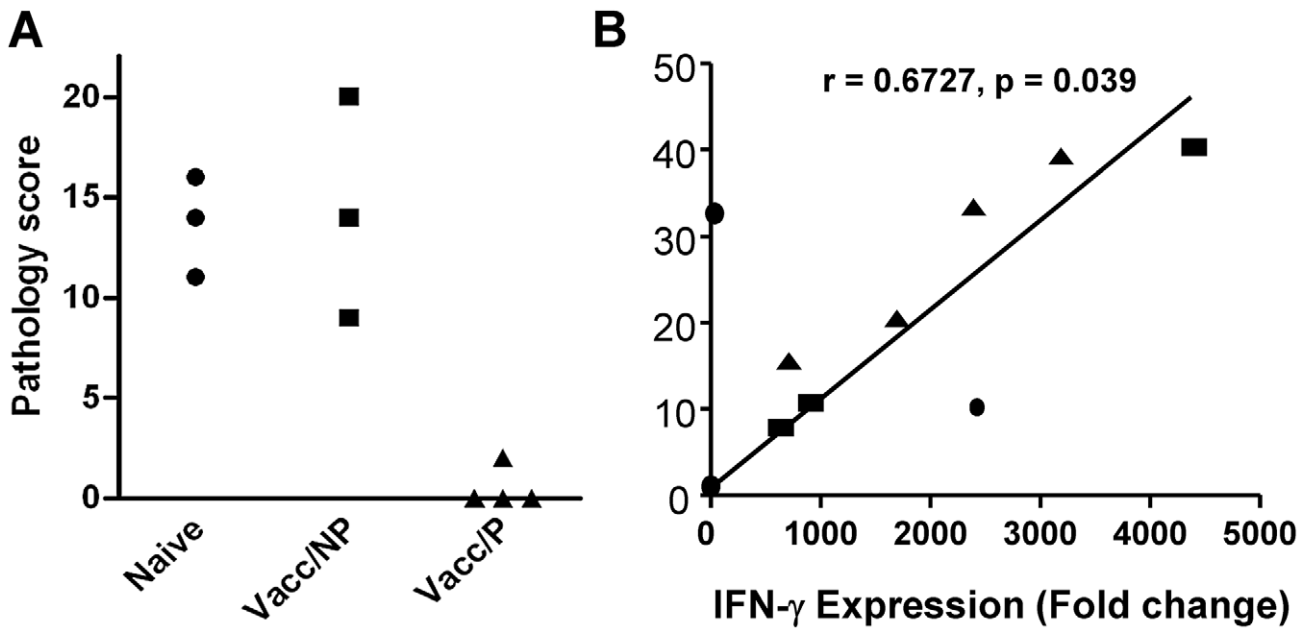 A
Pathology score
20
15
10
5
0
Naive
Vacc/NP
Vacc/P
B
r = 0.6727, p = 0.039
50
40
30
20
10
0
0 1000 2000 3000 4000 5000
IFN-γ Expression (Fold change)